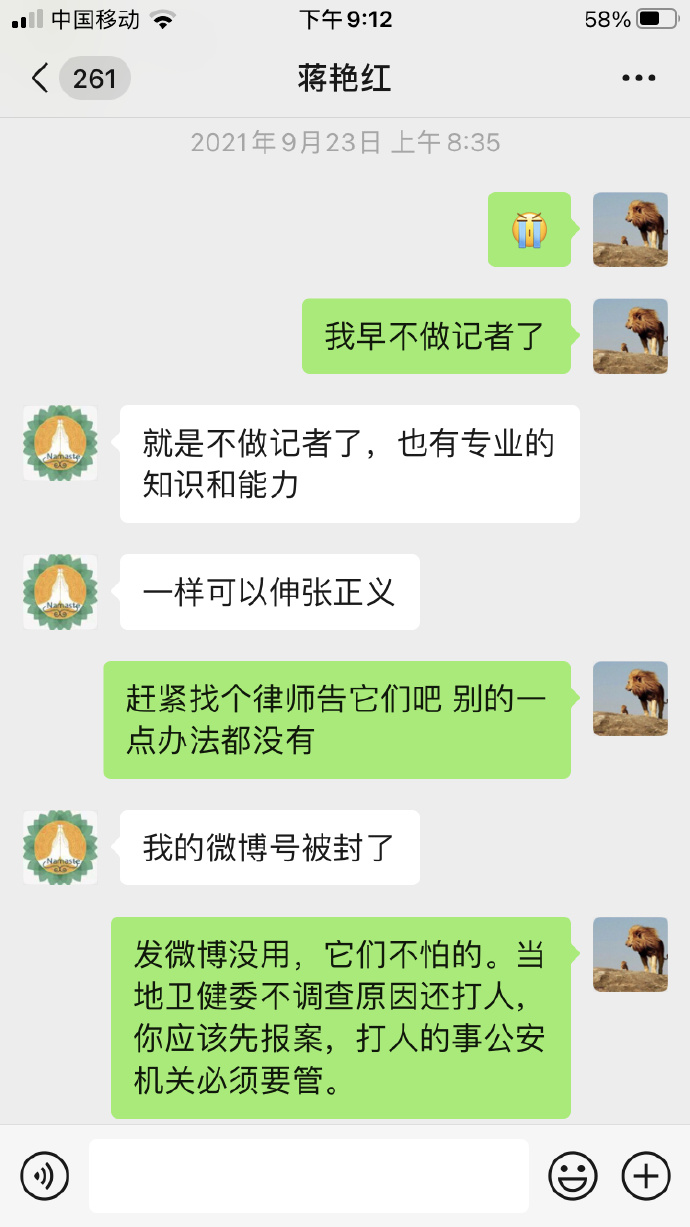 中国移动 下午9:12 58%
261 蒋艳红
2021年9月23日 上午8:35
我早不做记者了
就是不做记者了，也有专业的
知识和能力
Namaste
一样可以伸张正义
Namaste
赶紧找个律师告它们吧 别的一
点办法都没有
我的微博号被封了
Namaste
发微博没用，它们不怕的。当
地卫健委不调查原因还打人，
你应该先报案，打人的事公安
机关必须要管。